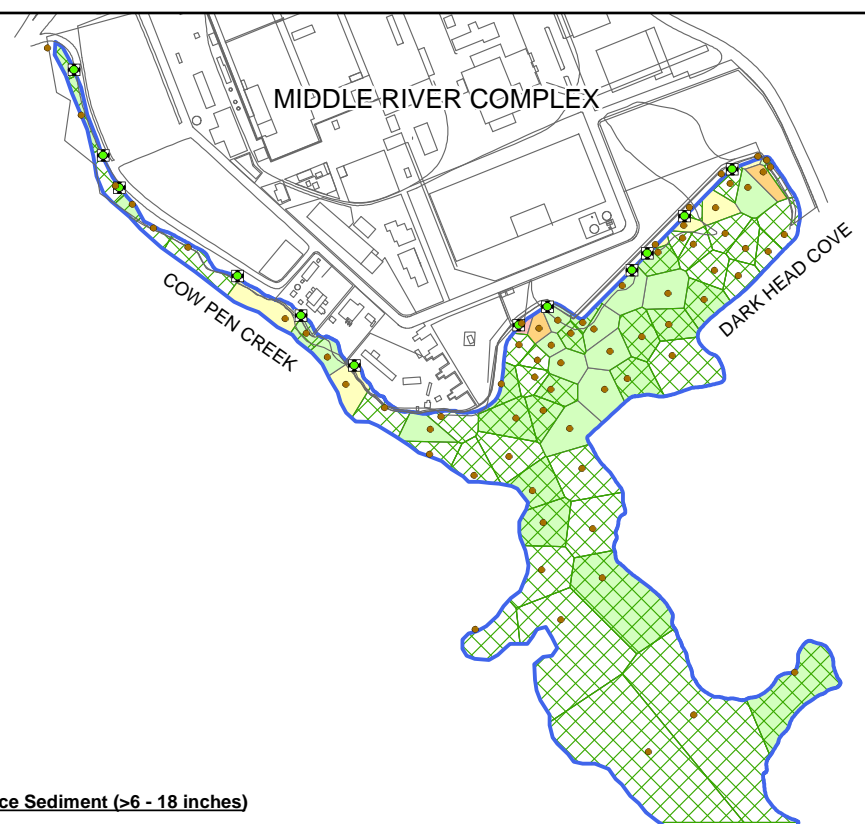 MIDDLE RIVER COMPLEX
COW PEN CREEK
DARK HEAD COVE
ce Sediment (>6 - 18 inches)